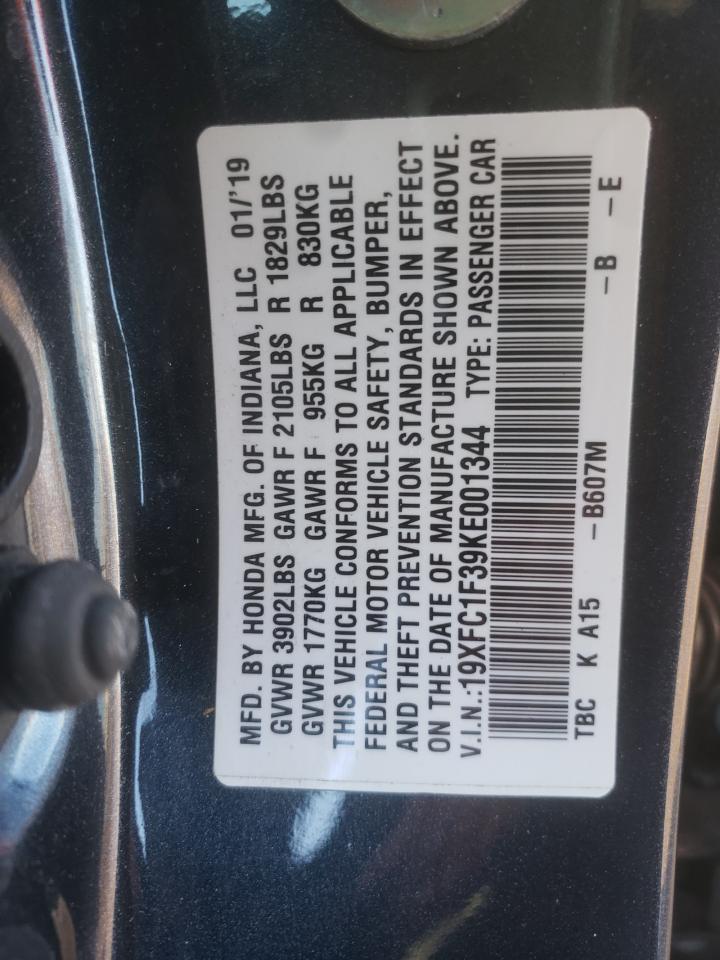 MFD. BY HONDA MFG. OF INDIANA, LLC 01/'19
GVWR 3902LBS GAWR F 2105LBS R 1829LBS
GVWR 1770KG GAWR F 955KG R 830KG
THIS VEHICLE CONFORMS TO ALL APPLICABLE
FEDERAL MOTOR VEHICLE SAFETY, BUMPER,
AND THEFT PREVENTION STANDARDS IN EFFECT
ON THE DATE OF MANUFACTURE SHOWN ABOVE.
V.I.N.:19XFC1F39KE001344 TYPE: PASSENGER CAR
TBC K A15 –B607M –B –E